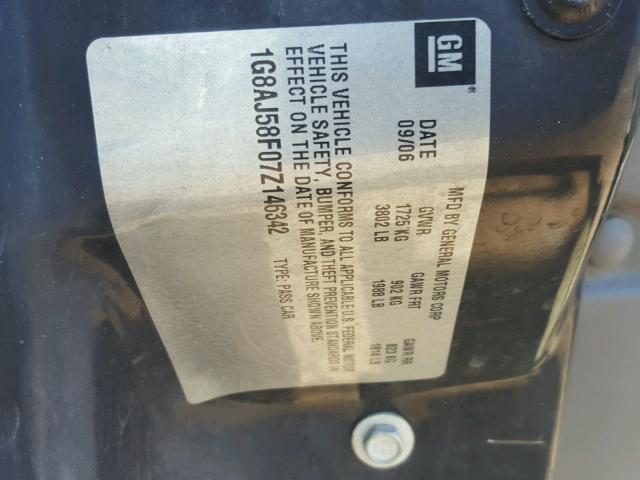 GM
MFD BY GENERAL MOTORS CORP
DATE GVWR GAWR FRT GAWR RR
09/06 1725 KG 902 KG 823 KG
3802 LB 1988 LB 1814 LB
THIS VEHICLE CONFORMS TO ALL APPLICABLE U.S. FEDERAL MOTOR
VEHICLE SAFETY, BUMPER, AND THEFT PREVENTION STANDARDS IN
EFFECT ON THE DATE OF MANUFACTURE SHOWN ABOVE.
1G8AJ58F07Z146342 TYPE: PASS CAR